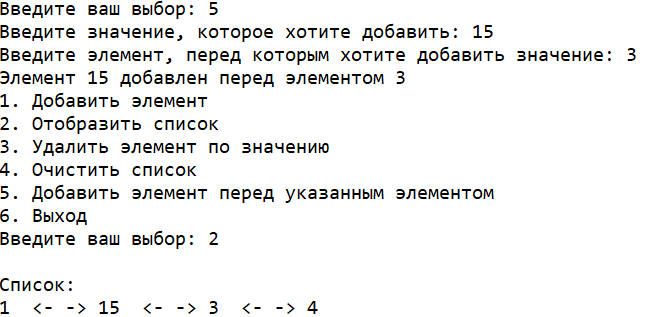 Введите ваш выбор: 5
Введите значение, которое хотите добавить: 15
Введите элемент, перед которым хотите добавить значение: 3
Элемент 15 добавлен перед элементом 3
1. Добавить элемент
2. Отобразить список
3. Удалить элемент по значению
4. Очистить список
5. Добавить элемент перед указанным элементом
6. Выход
Введите ваш выбор: 2
Список:
1  <- -> 15  <- -> 3  <- -> 4